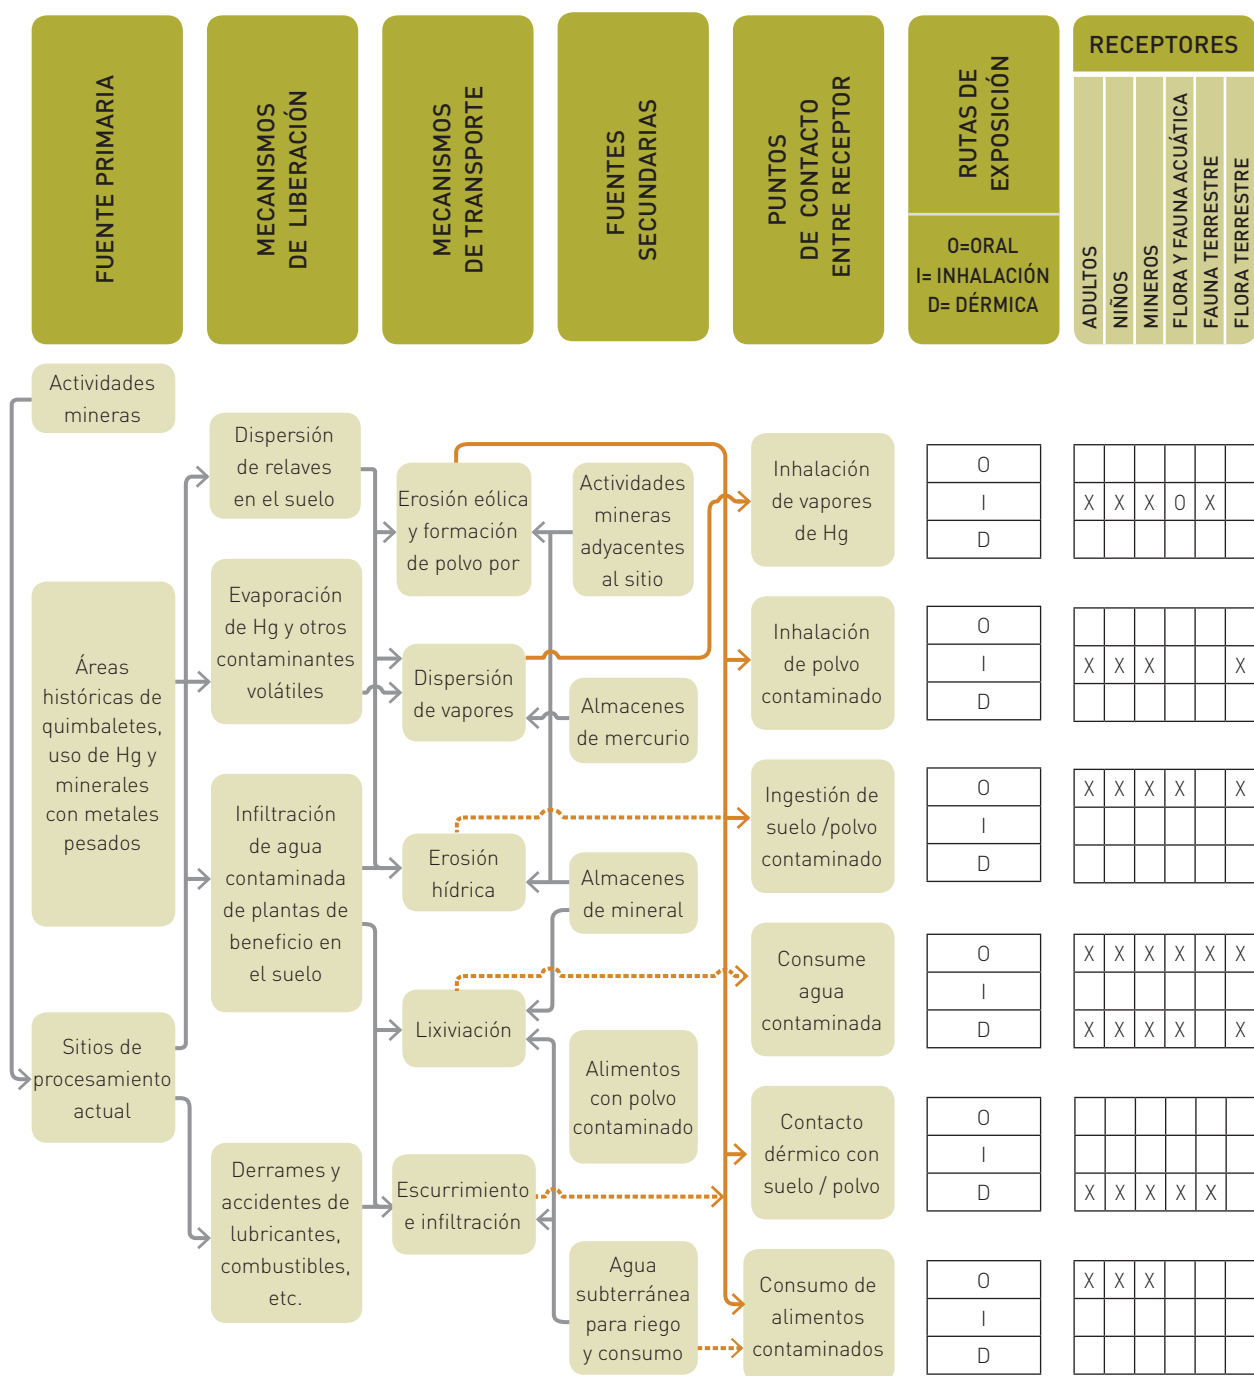 FUENTE PRIMARIA
MECANISMOS
DE LIBERACIÓN
MECANISMOS
DE TRANSPORTE
FUENTES
SECUNDARIAS
PUNTOS
DE CONTACTO
ENTRE RECEPTOR
RUTAS DE
EXPOSICIÓN
O=ORAL
I= INHALACIÓN
D= DÉRMICA
RECEPTORES
ADULTOS
NIÑOS
MINEROS
FLORA Y FAUNA ACUÁTICA
FAUNA TERRESTRE
FLORA TERRESTRE
Actividades
mineras
Áreas
históricas de
quimbaletes,
uso de Hg y
minerales
con metales
pesados
Sitios de
procesamiento
actual
Dispersión
de relaves
en el suelo
Evaporación
de Hg y otros
contaminantes
volátiles
Infiltración
de agua
contaminada
de plantas de
beneficio en
el suelo
Derrames y
accidentes de
lubricantes,
combustibles,
etc.
Erosión eólica
y formación
de polvo por
Dispersión
de vapores
Erosión
hídrica
Lixiviación
Escurrimiento
e infiltración
Actividades
mineras
adyacentes
al sitio
Almacenes
de mercurio
Almacenes
de mineral
Alimentos
con polvo
contaminado
Agua
subterránea
para riego
y consumo
Inhalación
de vapores
de Hg
O
I X X X O X
D
Inhalación
de polvo
contaminado
O
I X X X X
D
Ingestión de
suelo /polvo
contaminado
O X X X X X
I
D
Consume
agua
contaminada
O X X X X X X
I
D X X X X X
Contacto
dérmico con
suelo / polvo
O
I
D X X X X X
Consumo de
alimentos
contaminados
O X X X
I
D